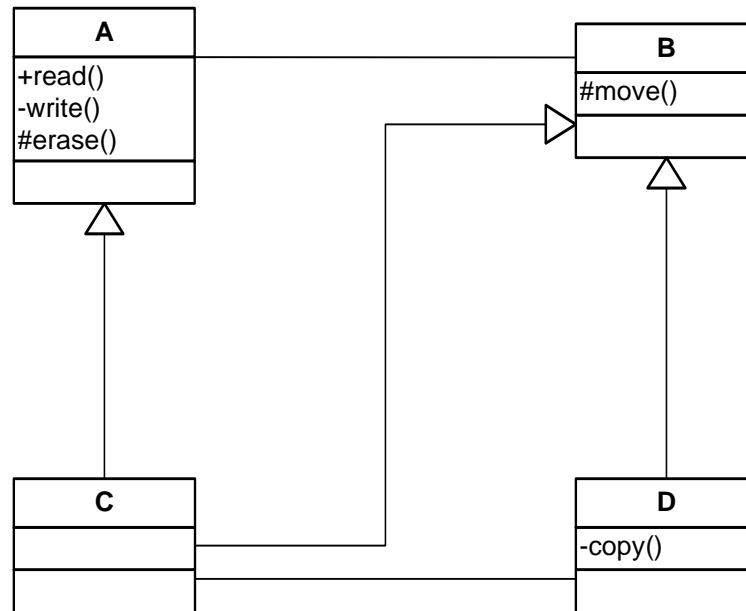 A
+read()
-write()
#erase()
B
#move()
C
D
-copy()